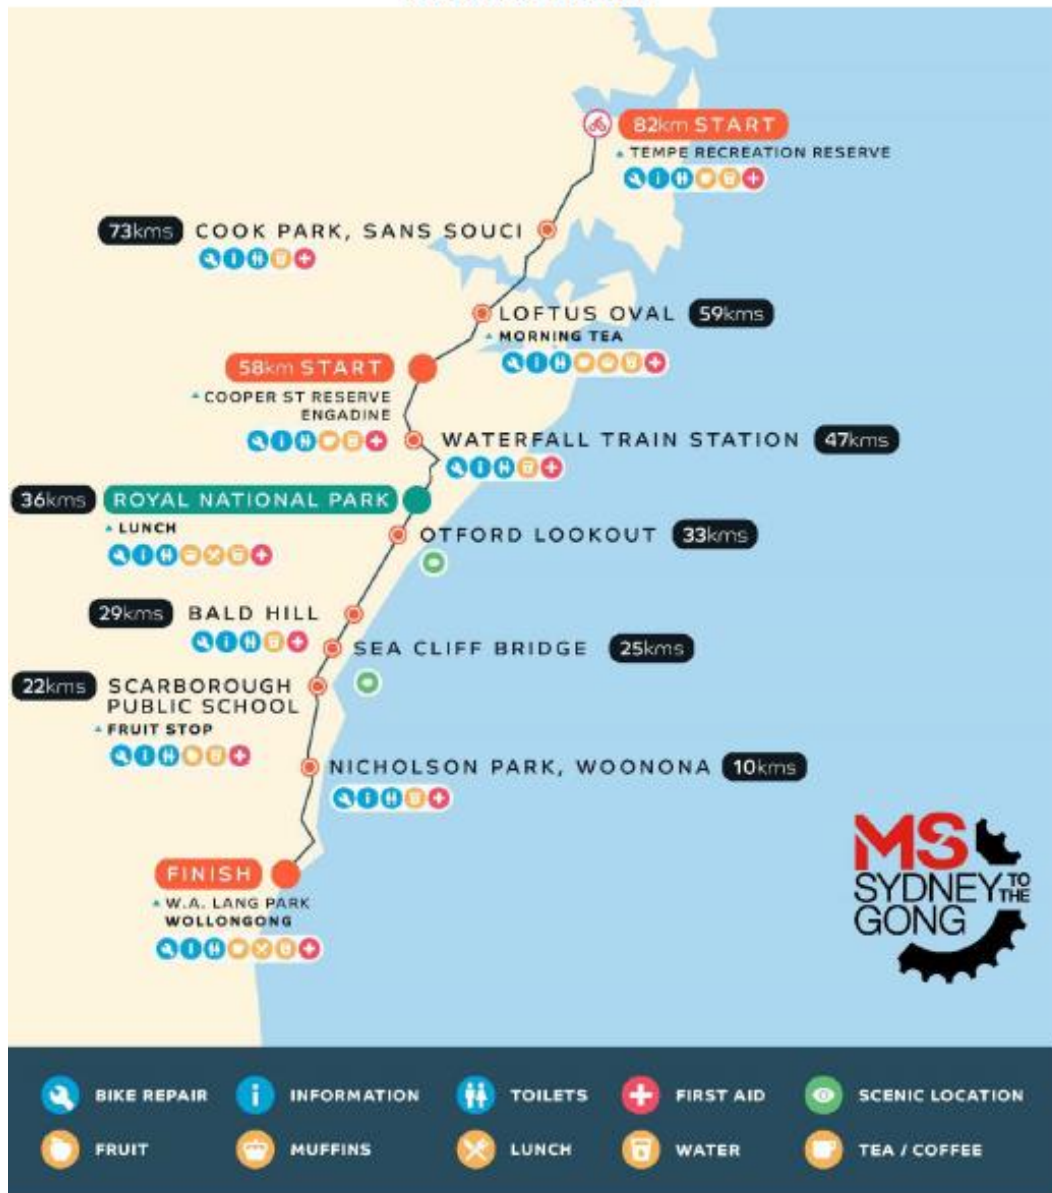 82km START
TEMPE RECREATION RESERVE
73kms COOK PARK, SANS SOUCI
LOFTUS OVAL 59kms
MORNING TEA
58km START
COOPER ST RESERVE
ENGADINE
WATERFALL TRAIN STATION 47kms
36kms ROYAL NATIONAL PARK
LUNCH
OTFORD LOOKOUT 33kms
29kms BALD HILL
SEA CLIFF BRIDGE 25kms
22kms SCARBOROUGH
PUBLIC SCHOOL
FRUIT STOP
NICHOLSON PARK, WOONONA 10kms
FINISH
W.A. LANG PARK
WOLLONGONG
MS
SYDNEY TO THE
GONG
BIKE REPAIR INFORMATION TOILETS FIRST AID SCENIC LOCATION
FRUIT MUFFINS LUNCH WATER TEA / COFFEE